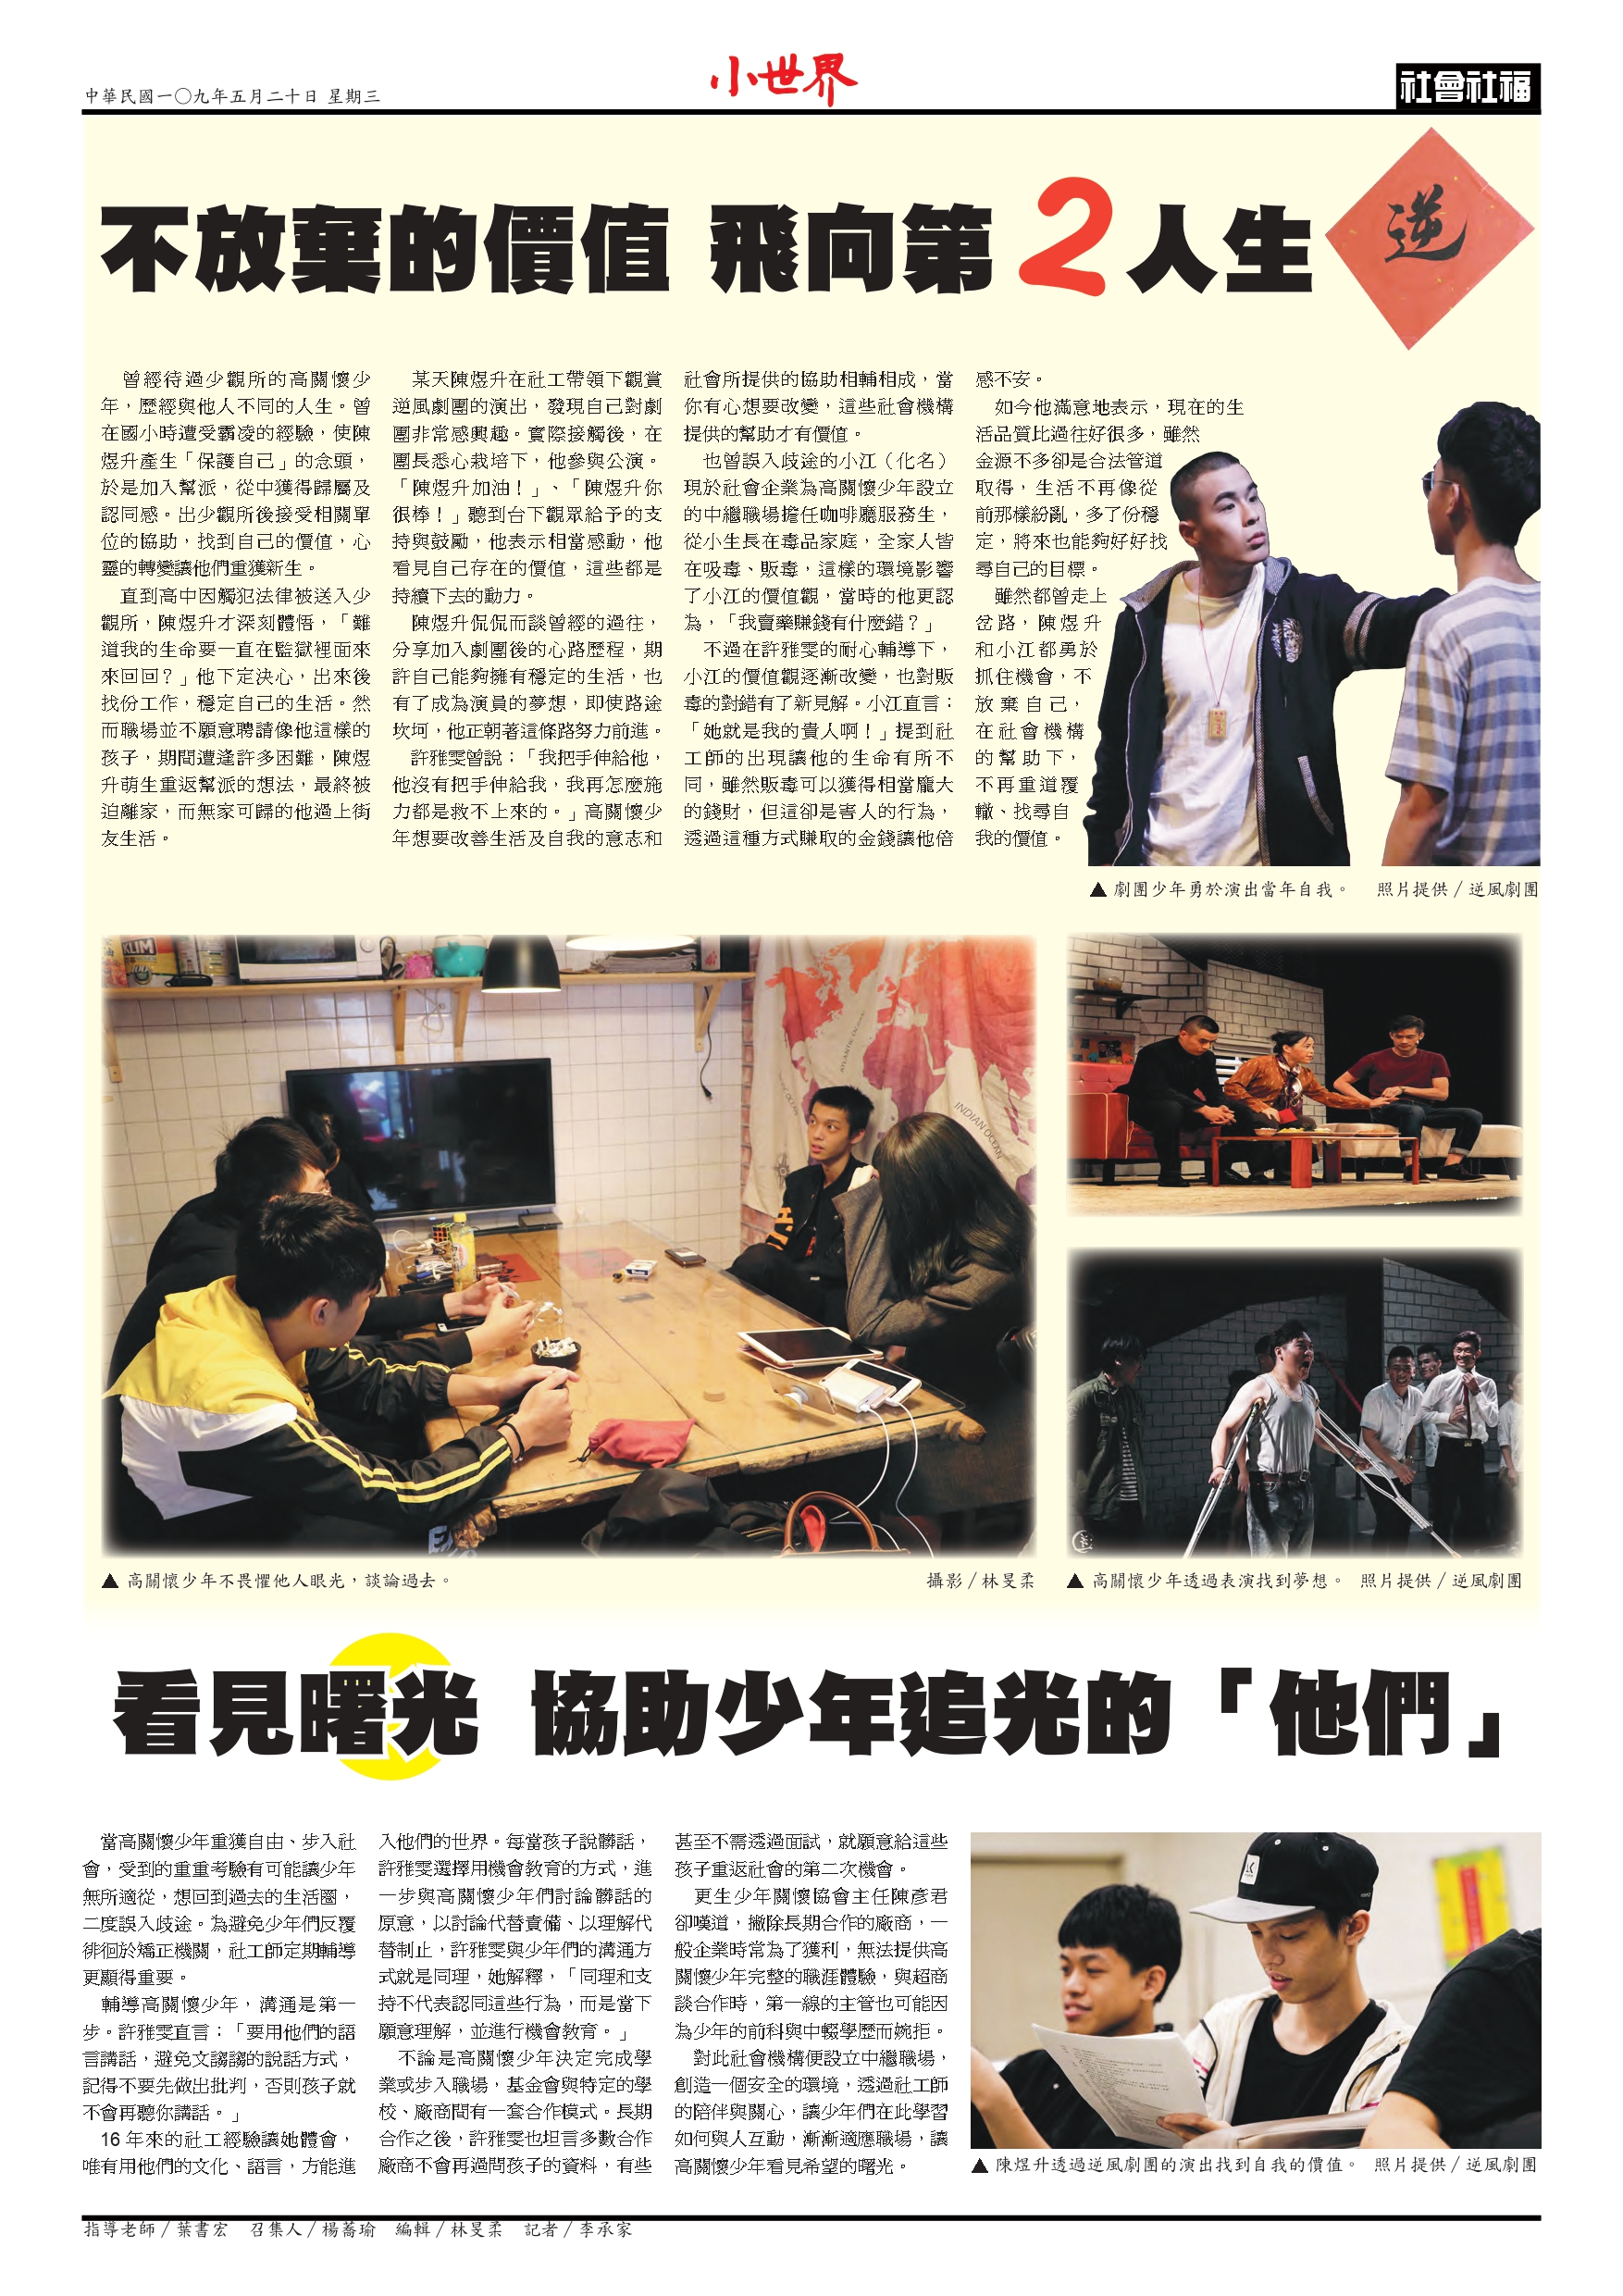 中華民國一〇九年五月二十日 星期三
小世界
社會社福
不放棄的價值 飛向第2人生
逆
曾經待過少觀所的高關懷少
年,歷經與他人不同的人生。曾
在國小時遭受霸凌的經驗,使陳
煜升產生「保護自己」的念頭,
於是加入幫派,從中獲得歸屬及
認同感。出少觀所後接受相關單
位的協助,找到自己的價值,心
靈的轉變讓他們重獲新生。
直到高中因觸犯法律被送入少
觀所,陳煜升才深刻體悟,「難
道我的生命要一直在監獄裡面來
來回回?」他下定決心,出來後
找份工作,穩定自己的生活。然
而職場並不願意聘請像他這樣的
孩子,期間遭逢許多困難,陳煜
升萌生重返幫派的想法,最終被
迫離家,而無家可歸的他過上街
友生活。
某天陳煜升在社工帶領下觀賞
逆風劇團的演出,發現自己對劇
團非常感興趣。實際接觸後,在
團長悉心栽培下,他參與公演。
「陳煜升加油!」、「陳煜升你
很棒!」聽到台下觀眾給予的支
持與鼓勵,他表示相當感動,他
看見自己存在的價值,這些都是
持續下去的動力。
陳煜升侃侃而談曾經的過往,
分享加入劇團後的心路歷程,期
許自己能夠擁有穩定的生活,也
有了成為演員的夢想,即使路途
坎坷,他正朝著這條路努力前進。
許雅雯曾說:「我把手伸給他,
他沒有把手伸給我,我再怎麼施
力都是救不上來的。」高關懷少
年想要改善生活及自我的意志和
社會所提供的協助相輔相成,當
你有心想要改變,這些社會機構
提供的幫助才有價值。
也曾誤入歧途的小江(化名)
現於社會企業為高關懷少年設立
的中繼職場擔任咖啡廳服務生,
從小生長在毒品家庭,全家人皆
在吸毒、販毒,這樣的環境影響
了小江的價值觀,當時的他更認
為,「我賣藥賺錢有什麼錯?」
不過在許雅雯的耐心輔導下,
小江的價值觀逐漸改變,也對販
毒的對錯有了新見解。小江直言:
「她就是我的貴人啊!」提到社
工師的出現讓他的生命有所不
同,雖然販毒可以獲得相當龐大
的錢財,但這卻是害人的行為,
透過這種方式賺取的金錢讓他倍
感不安。
如今他滿意地表示,現在的生
活品質比過往好很多,雖然
金源不多卻是合法管道
取得,生活不再像從
前那樣紛亂,多了份穩
定,將來也能夠好好找
尋自己的目標。
雖然都曾走上
岔路,陳煜升
和小江都勇於
抓住機會,不
放棄自己,
在社會機構
的幫助下,
不再重道覆
轍、找尋自
我的價值。
▲ 劇團少年勇於演出當年自我。 照片提供/逆風劇團
KLIM
ATLANTIC OCEAN
INDIAN OCEAN
▲ 高關懷少年不畏懼他人眼光,談論過去。 攝影/林旻柔
▲ 高關懷少年透過表演找到夢想。 照片提供/逆風劇團
看見曙光 協助少年追光的「他們」
當高關懷少年重獲自由、步入社
會,受到的重重考驗有可能讓少年
無所適從,想回到過去的生活圈,
二度誤入歧途。為避免少年們反覆
徘徊於矯正機關,社工師定期輔導
更顯得重要。
輔導高關懷少年,溝通是第一
步。許雅雯直言:「要用他們的語
言講話,避免文謅謅的說話方式,
記得不要先做出批判,否則孩子就
不會再聽你講話。」
16 年來的社工經驗讓她體會,
唯有用他們的文化、語言,方能進
入他們的世界。每當孩子說髒話,
許雅雯選擇用機會教育的方式,進
一步與高關懷少年們討論髒話的
原意,以討論代替責備、以理解代
替制止,許雅雯與少年們的溝通方
式就是同理,她解釋,「同理和支
持不代表認同這些行為,而是當下
願意理解,並進行機會教育。」
不論是高關懷少年決定完成學
業或步入職場,基金會與特定的學
校、廠商間有一套合作模式。長期
合作之後,許雅雯也坦言多數合作
廠商不會再過問孩子的資料,有些
甚至不需透過面試,就願意給這些
孩子重返社會的第二次機會。
更生少年關懷協會主任陳彥君
卻嘆道,撇除長期合作的廠商,一
般企業時常為了獲利,無法提供高
關懷少年完整的職涯體驗,與超商
談合作時,第一線的主管也可能因
為少年的前科與中輟學歷而婉拒。
對此社會機構便設立中繼職場,
創造一個安全的環境,透過社工師
的陪伴與關心,讓少年們在此學習
如何與人互動,漸漸適應職場,讓
高關懷少年看見希望的曙光。
▲ 陳煜升透過逆風劇團的演出找到自我的價值。 照片提供/逆風劇團
指導老師/葉書宏 召集人/楊蕎瑜 編輯/林旻柔 記者/李承家